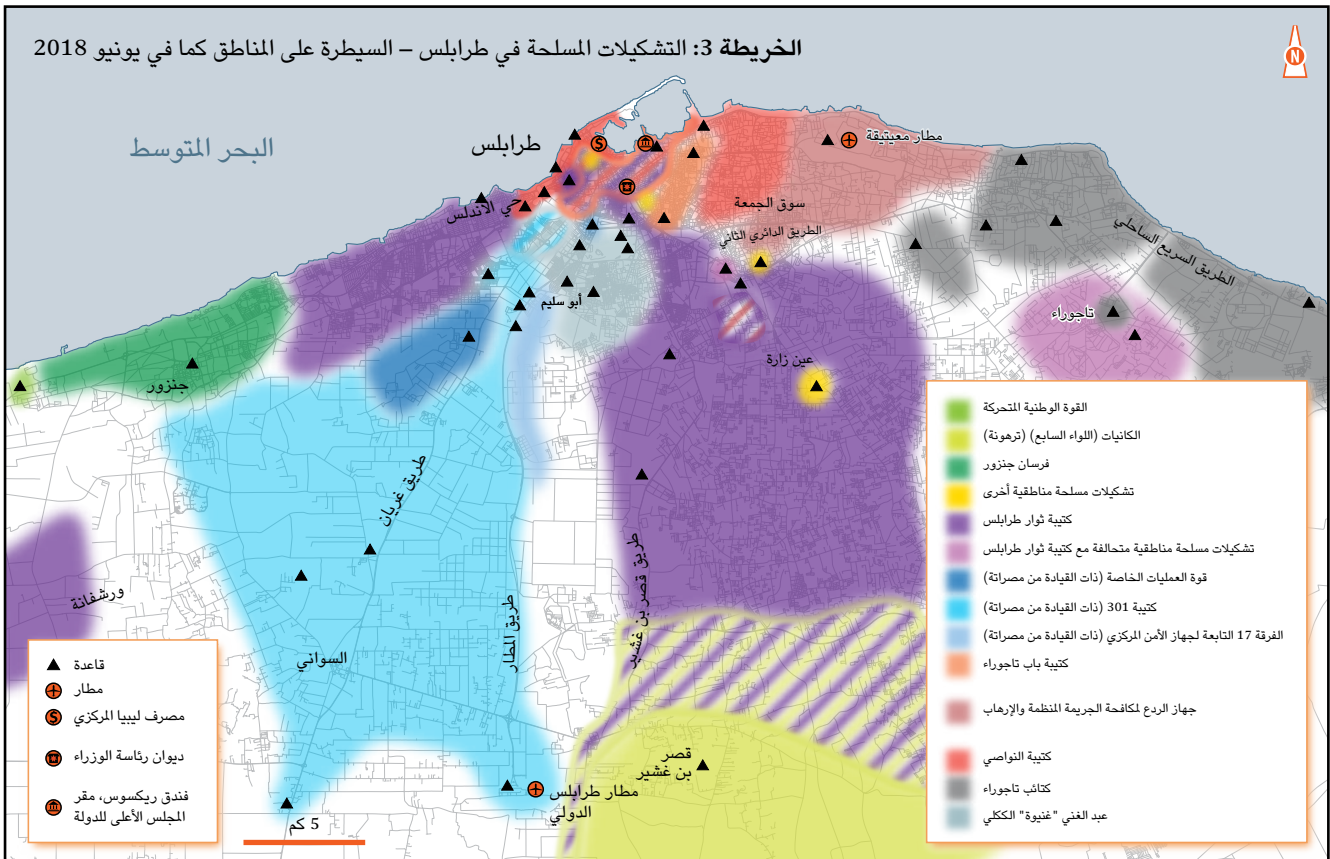 الخريطة 3: التشكيلات المسلحة في طرابلس – السيطرة على المناطق كما في يونيو 2018
N
البحر المتوسط
طرابلس
مطار معيتيقة
سوق الجمعة
حي الأندلس
الطريق الدائري الثاني
الطريق السريع الساحلي
أبو سليم
تاجوراء
جنزور
عين زارة
طريق غريان
ورشفانة
السواني
طريق المطار
طريق قصر بن غشير
قصر
بن غشير
مطار طرابلس
الدولي
القوة الوطنية المتحركة
الكانيات (اللواء السابع) (ترهونة)
فرسان جنزور
تشكيلات مسلحة مناطقية أخرى
كتيبة ثوار طرابلس
تشكيلات مسلحة مناطقية متحالفة مع كتيبة ثوار طرابلس
قوة العمليات الخاصة (ذات القيادة من مصراتة)
كتيبة 301 (ذات القيادة من مصراتة)
الفرقة 17 التابعة لجهاز الأمن المركزي (ذات القيادة من مصراتة)
كتيبة باب تاجوراء
جهاز الردع لمكافحة الجريمة المنظمة والإرهاب
كتيبة النواصي
كتائب تاجوراء
عبد الغني "غنيوة" الككلي
قاعدة
مطار
مصرف ليبيا المركزي
ديوان رئاسة الوزراء
فندق ريكسوس، مقر
المجلس الأعلى للدولة
5 كم